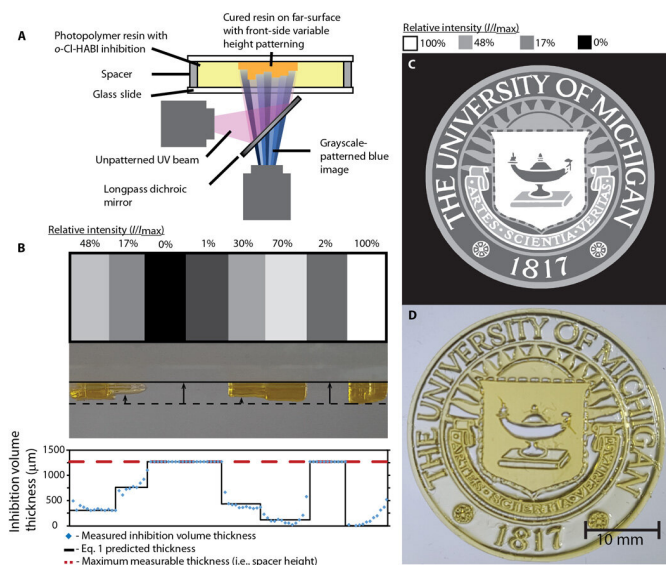 A
Photopolymer resin with
o-Cl-HABI inhibition
Cured resin on far-surface
with front-side variable
height patterning
Spacer
Glass slide
Unpatterned UV beam
Longpass dichroic
mirror
Grayscale-
patterned blue
image
B
Relative intensity (I/Imax)
48% 17% 0% 1% 30% 70% 2% 100%
Inhibition volume
thickness (μm)
1500
1000
500
0
- Measured inhibition volume thickness
- Eq. 1 predicted thickness
- Maximum measurable thickness (i.e., spacer height)
Relative intensity (I/Imax)
100% 48% 17% 0%
C
THE UNIVERSITY OF MICHIGAN
ARTES · SCIENTIA · VERITAS
1817
D
THE UNIVERSITY OF MICHIGAN
1817
10 mm